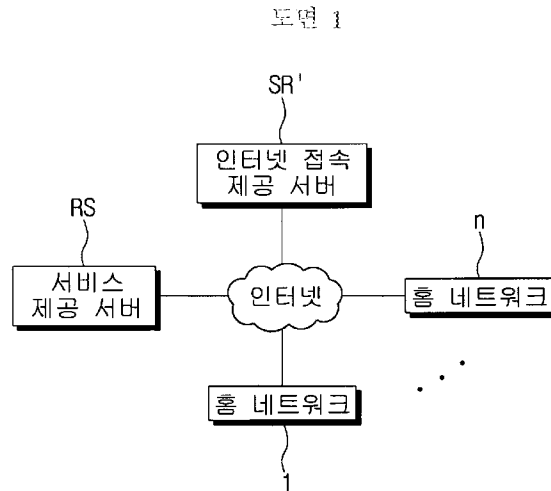 도면 1
SR'
인터넷 접속
제공 서버
RS
서비스
제공 서버
인터넷
n
홈 네트워크
홈 네트워크
1